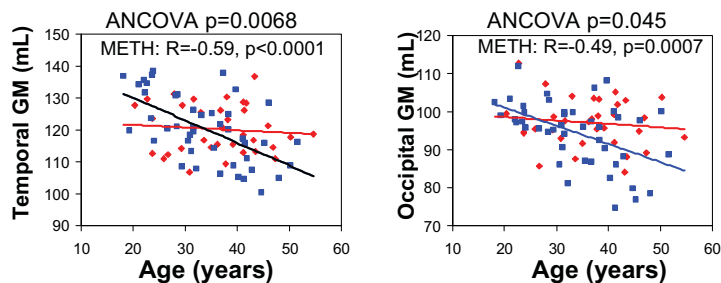 ANCOVA p=0.0068
METH: R=-0.59, p<0.0001
Temporal GM (mL)
150
140
130
120
110
100
90
10 20 30 40 50 60
Age (years)
ANCOVA p=0.045
METH: R=-0.49, p=0.0007
Occipital GM (mL)
120
110
100
90
80
70
10 20 30 40 50 60
Age (years)